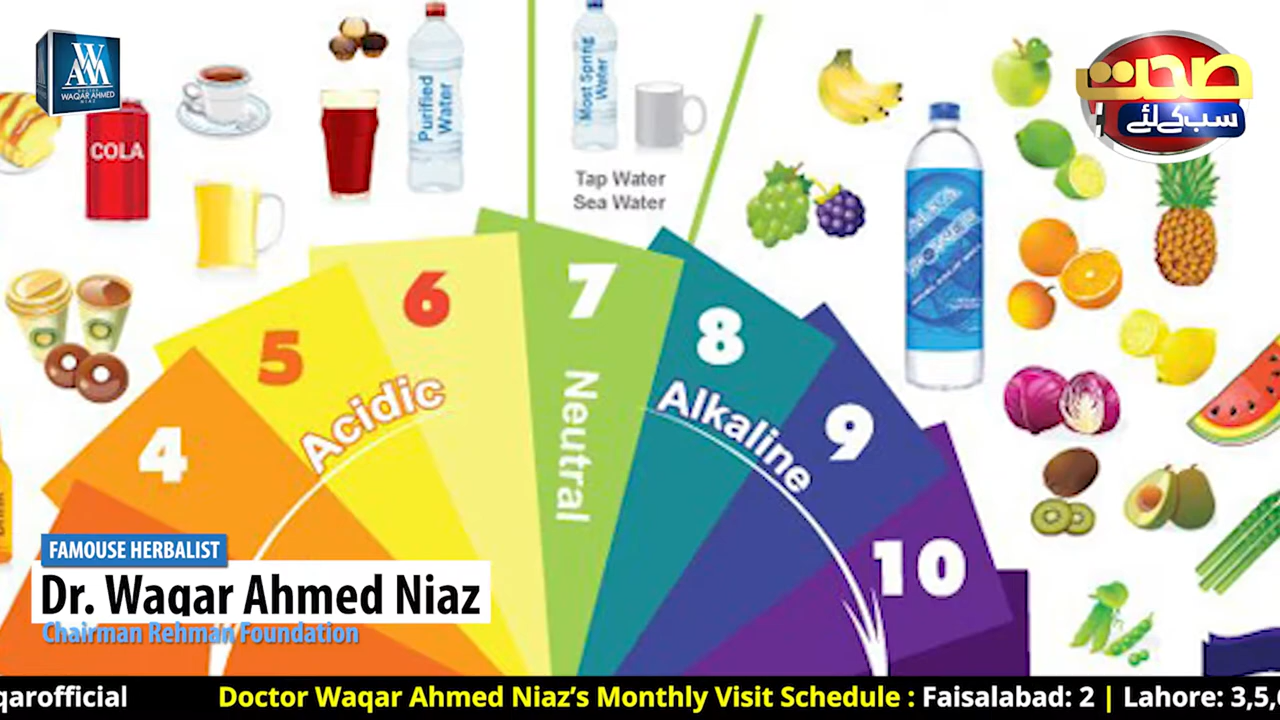 WAM
DOCTOR
WAQAR AHMED
NIAZ
COLA
Purified
Water
Most Spring
Water
Tap Water
Sea Water
صحت
سب کے لئے
4
5
6
7
8
9
10
Acidic
Neutral
Alkaline
FAMOUSE HERBALIST
Dr. Waqar Ahmed Niaz
Chairman Rehman Foundation
qarofficial
Doctor Waqar Ahmed Niaz’s Monthly Visit Schedule : Faisalabad: 2 | Lahore: 3,5,